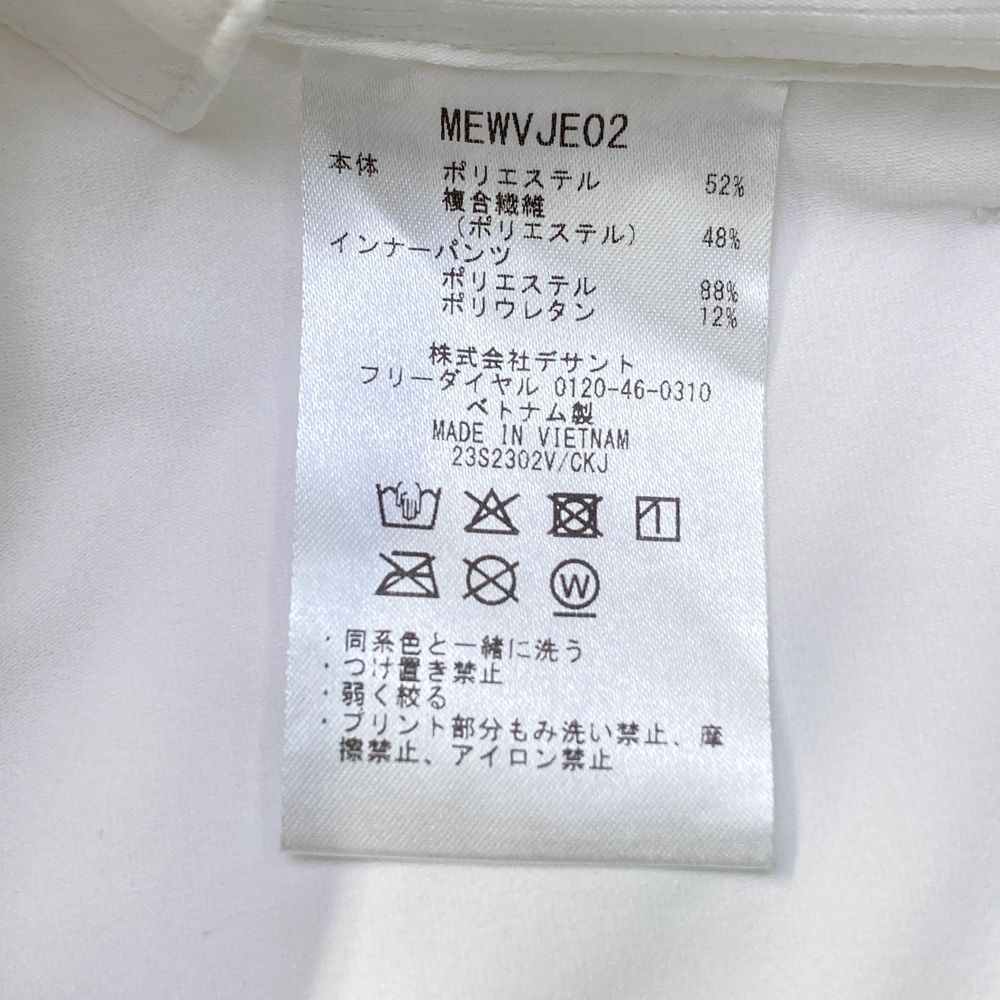 MEWVJE02
本体 ポリエステル 52%
複合繊維
(ポリエステル) 48%
インナーパンツ
ポリエステル 88%
ポリウレタン 12%
株式会社デサント
フリーダイヤル 0120-46-0310
ベトナム製
MADE IN VIETNAM
23S2302V/CKJ
W
・同系色と一緒に洗う
・つけ置き禁止
・弱く絞る
・プリント部分もみ洗い禁止、摩
擦禁止、アイロン禁止